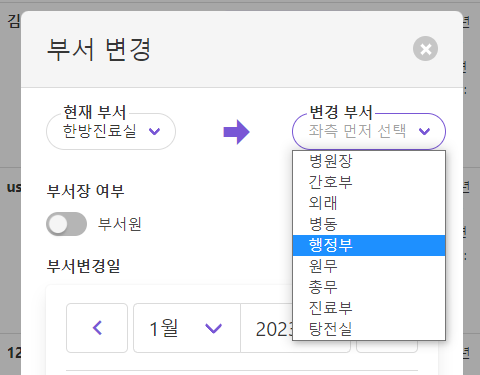 김
부서 변경
년
현재 부서
변경 부서
한방진료실
좌측 먼저 선택
병원장
간호부
외래
병동
행정부
원무
총무
진료부
탕전실
us
부서장 여부
년
부서원
부서변경일
1월
2023
12
년